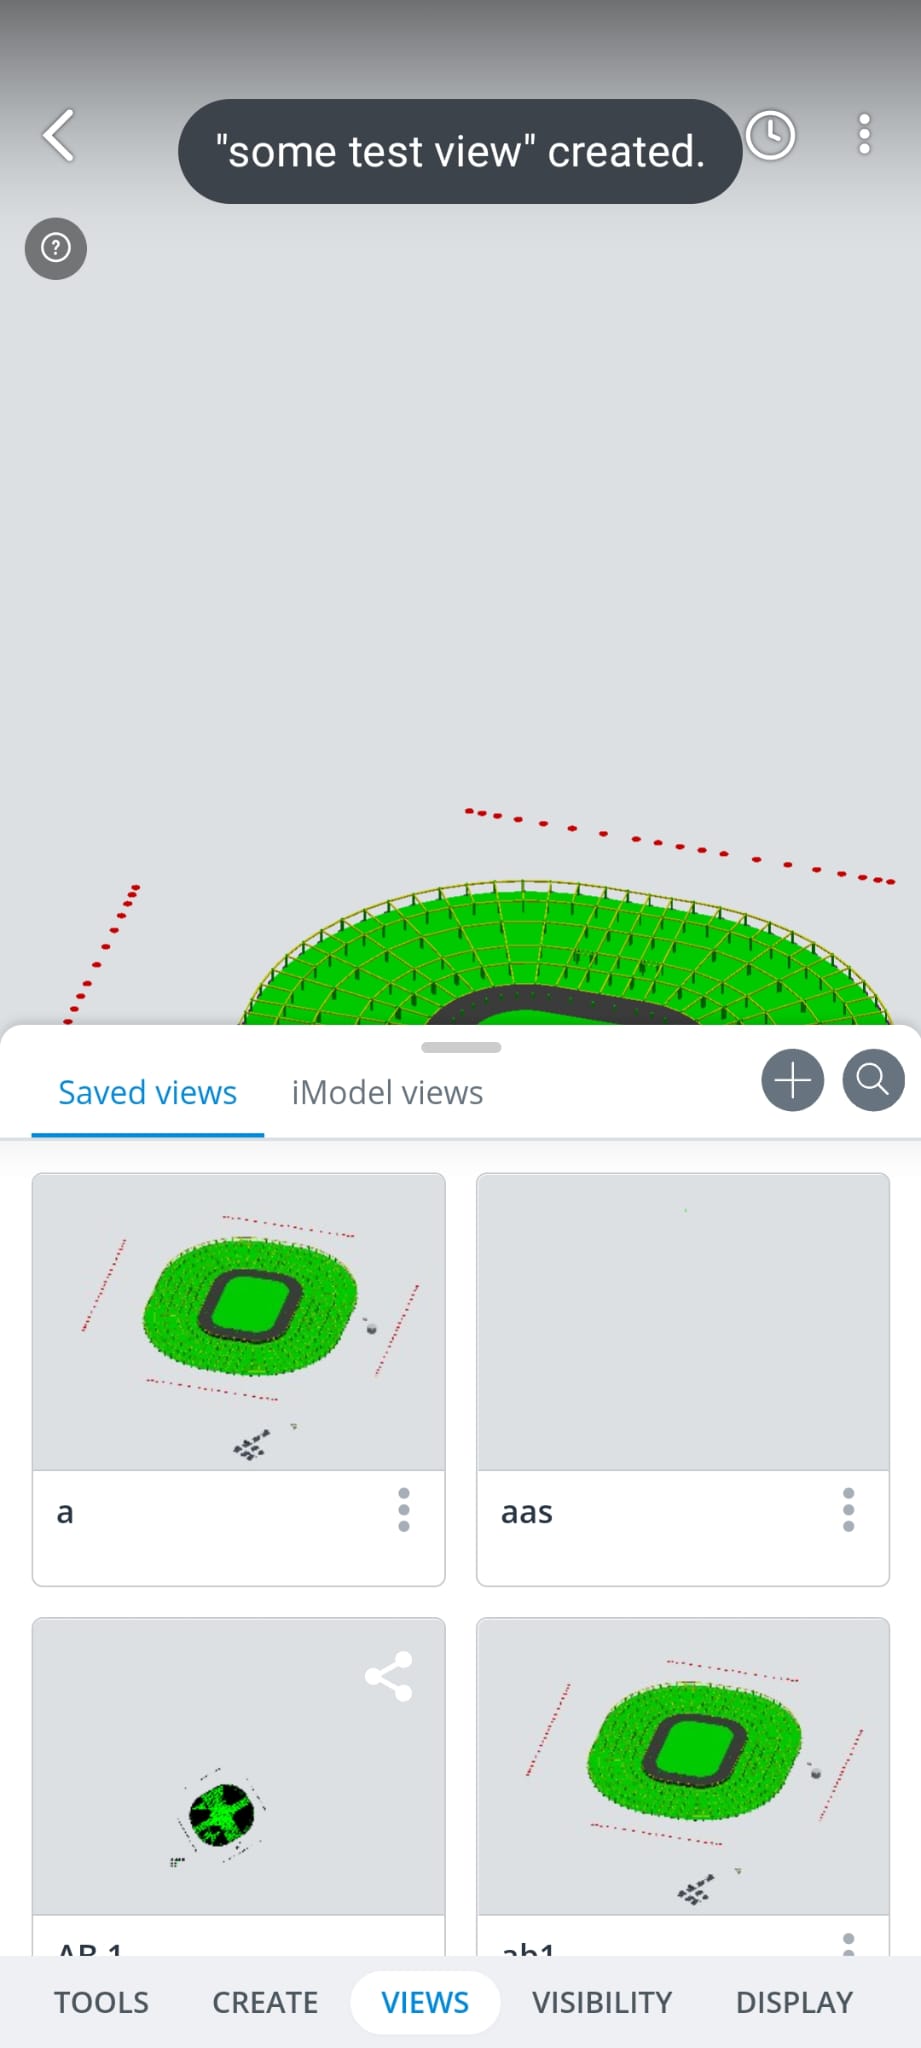 "some test view" created.
?
Saved views
iModel views
a
aas
AB 1
ab1
TOOLS
CREATE
VIEWS
VISIBILITY
DISPLAY